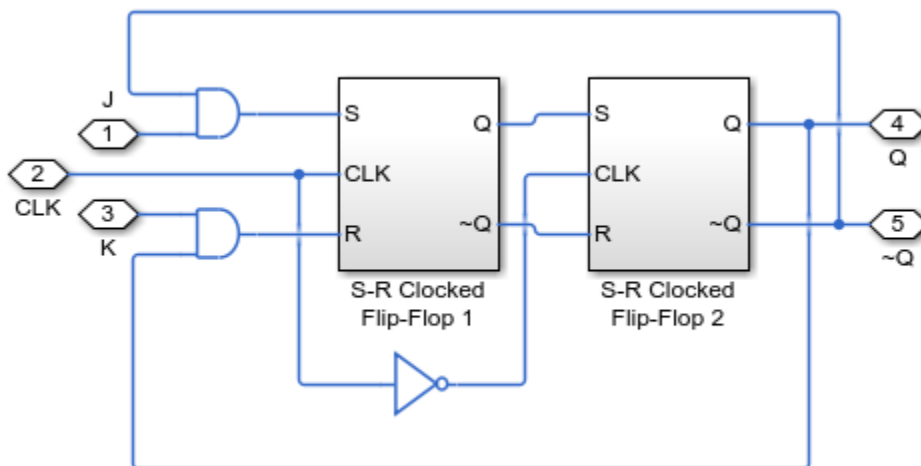 J
1
2
CLK
3
K
S
CLK
R
Q
~Q
S-R Clocked
Flip-Flop 1
S
CLK
R
Q
~Q
S-R Clocked
Flip-Flop 2
4
Q
5
~Q